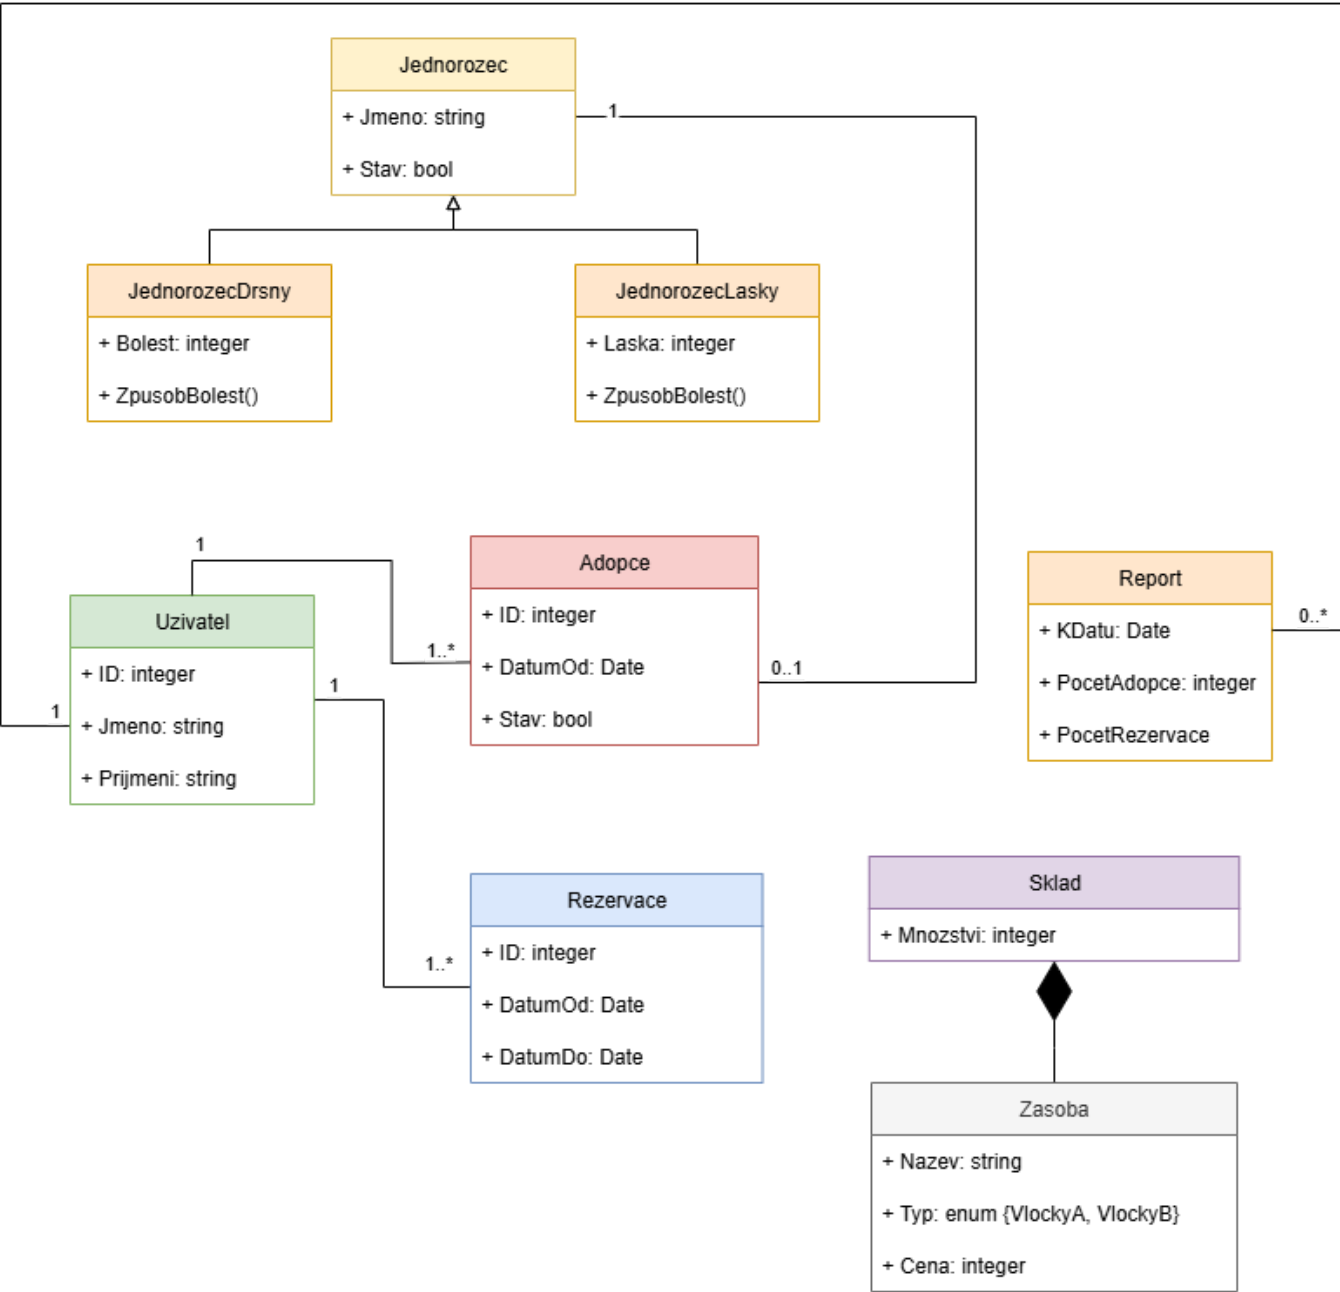 Jednorozec
+ Jmeno: string
+ Stav: bool
1
JednorozecDrsny
+ Bolest: integer
+ ZpusobBolest()
JednorozecLasky
+ Laska: integer
+ ZpusobBolest()
1
1..*
Adopce
+ ID: integer
+ DatumOd: Date
+ Stav: bool
0..1
Uzivatel
+ ID: integer
+ Jmeno: string
+ Prijmeni: string
1
1
1..*
Report
+ KDatu: Date
+ PocetAdopce: integer
+ PocetRezervace
0..*
Rezervace
+ ID: integer
+ DatumOd: Date
+ DatumDo: Date
Sklad
+ Mnozstvi: integer
Zasoba
+ Nazev: string
+ Typ: enum {VlockyA, VlockyB}
+ Cena: integer